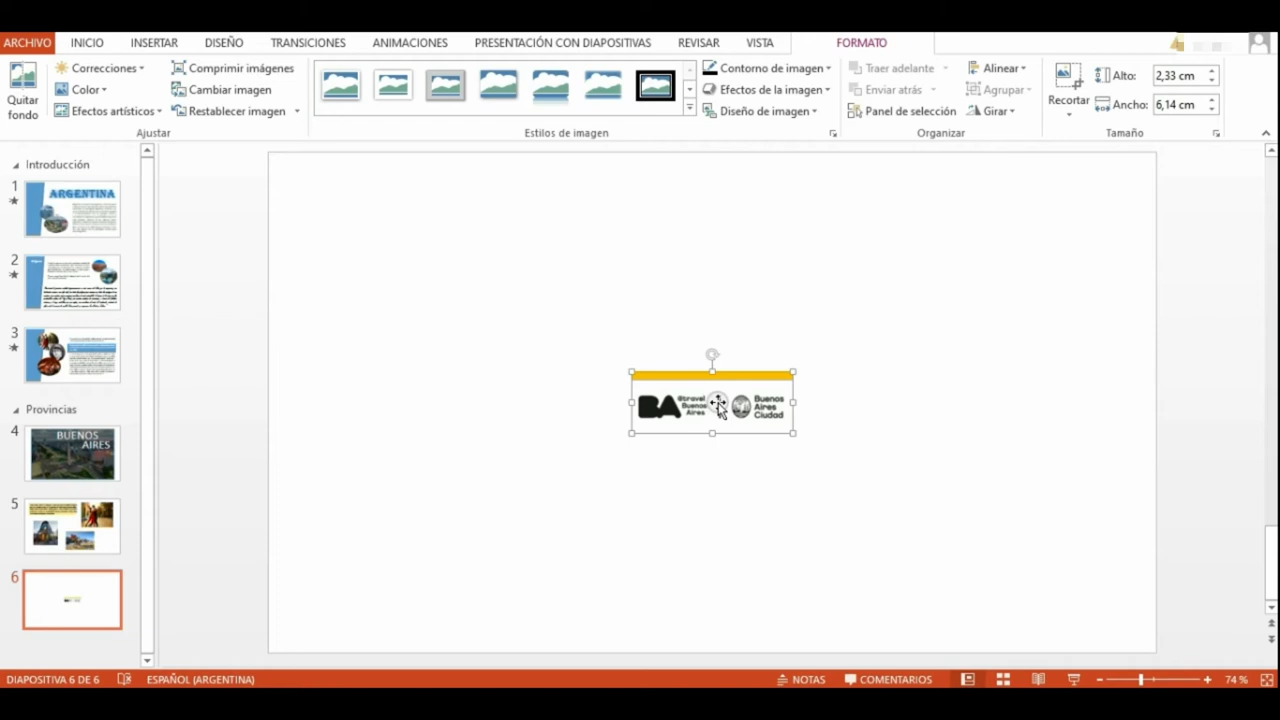 ARCHIVO INICIO INSERTAR DISEÑO TRANSICIONES ANIMACIONES PRESENTACIÓN CON DIAPOSITIVAS REVISAR VISTA FORMATO
Quitar fondo
Correcciones
Color
Efectos artísticos
Comprimir imágenes
Cambiar imagen
Restablecer imagen
Ajustar
Estilos de imagen
Contorno de imagen
Efectos de la imagen
Diseño de imagen
Traer adelante
Enviar atrás
Panel de selección
Alinear
Agrupar
Girar
Organizar
Recortar
Alto: 2,33 cm
Ancho: 6,14 cm
Tamaño
Introducción
1
ARGENTINA
2
3
Provincias
4
BUENOS
AIRES
5
6
BA
@travel
Buenos
Aires
Buenos
Aires
Ciudad
DIAPOSITIVA 6 DE 6 ESPAÑOL (ARGENTINA) NOTAS COMENTARIOS 74 %